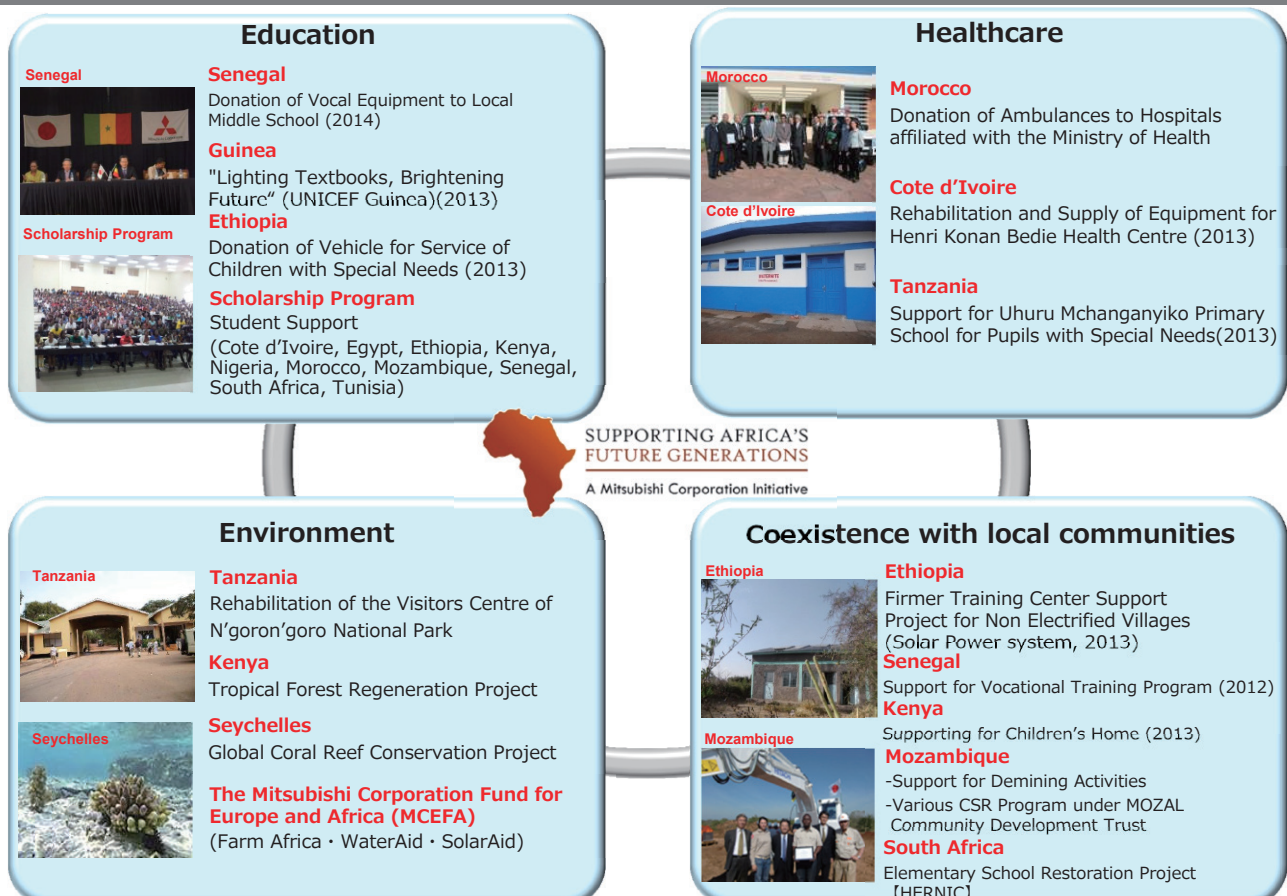 Education
Senegal
Senegal
Donation of Vocal Equipment to Local
Middle School (2014)
Guinea
"Lighting Textbooks, Brightening
Future“ (UNICEF Guinea)(2013)
Ethiopia
Donation of Vehicle for Service of
Children with Special Needs (2013)
Scholarship Program
Scholarship Program
Student Support
(Cote d’Ivoire, Egypt, Ethiopia, Kenya,
Nigeria, Morocco, Mozambique, Senegal,
South Africa, Tunisia)
Healthcare
Morocco
Morocco
Donation of Ambulances to Hospitals
affiliated with the Ministry of Health
Cote d’Ivoire
Cote d’Ivoire
Rehabilitation and Supply of Equipment for
Henri Konan Bedie Health Centre (2013)
Tanzania
Support for Uhuru Mchanganyiko Primary
School for Pupils with Special Needs(2013)
SUPPORTING AFRICA’S
FUTURE GENERATIONS
A Mitsubishi Corporation Initiative
Environment
Tanzania
Tanzania
Rehabilitation of the Visitors Centre of
N’goron’goro National Park
Kenya
Tropical Forest Regeneration Project
Seychelles
Seychelles
Global Coral Reef Conservation Project
The Mitsubishi Corporation Fund for
Europe and Africa (MCEFA)
(Farm Africa・WaterAid・SolarAid)
Coexistence with local communities
Ethiopia
Ethiopia
Firmer Training Center Support
Project for Non Electrified Villages
(Solar Power system, 2013)
Senegal
Support for Vocational Training Program (2012)
Kenya
Supporting for Children’s Home (2013)
Mozambique
Mozambique
-Support for Demining Activities
-Various CSR Program under MOZAL
Community Development Trust
South Africa
Elementary School Restoration Project
【HERNIC】